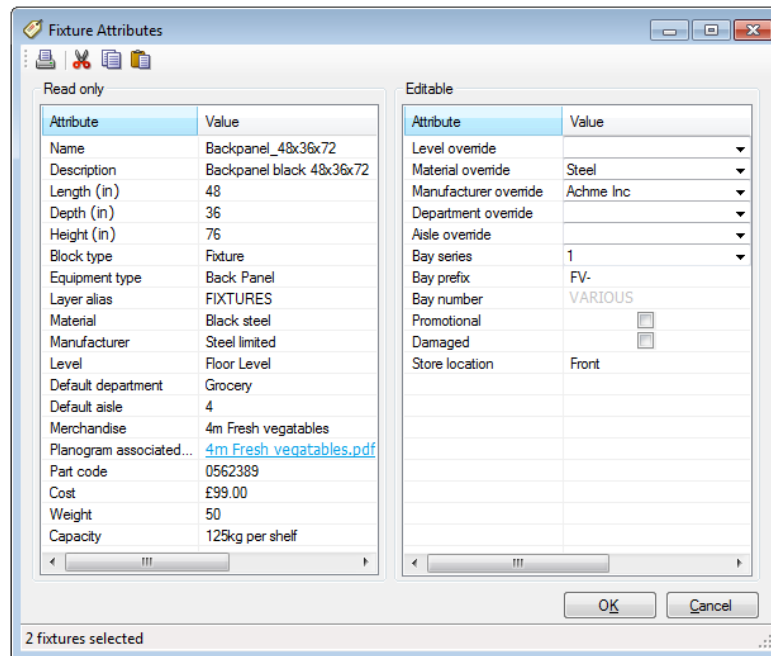 Fixture Attributes
Read only
Attribute Value
Name Backpanel_48x36x72
Description Backpanel black 48x36x72
Length (in) 48
Depth (in) 36
Height (in) 76
Block type Fixture
Equipment type Back Panel
Layer alias FIXTURES
Material Black steel
Manufacturer Steel limited
Level Floor Level
Default department Grocery
Default aisle 4
Merchandise 4m Fresh vegatables
Planogram associated... 4m Fresh vegatables.pdf
Part code 0562389
Cost £99.00
Weight 50
Capacity 125kg per shelf
Editable
Attribute Value
Level override
Material override Steel
Manufacturer override Achme Inc
Department override
Aisle override
Bay series 1
Bay prefix FV-
Bay number VARIOUS
Promotional
Damaged
Store location Front
OK Cancel
2 fixtures selected